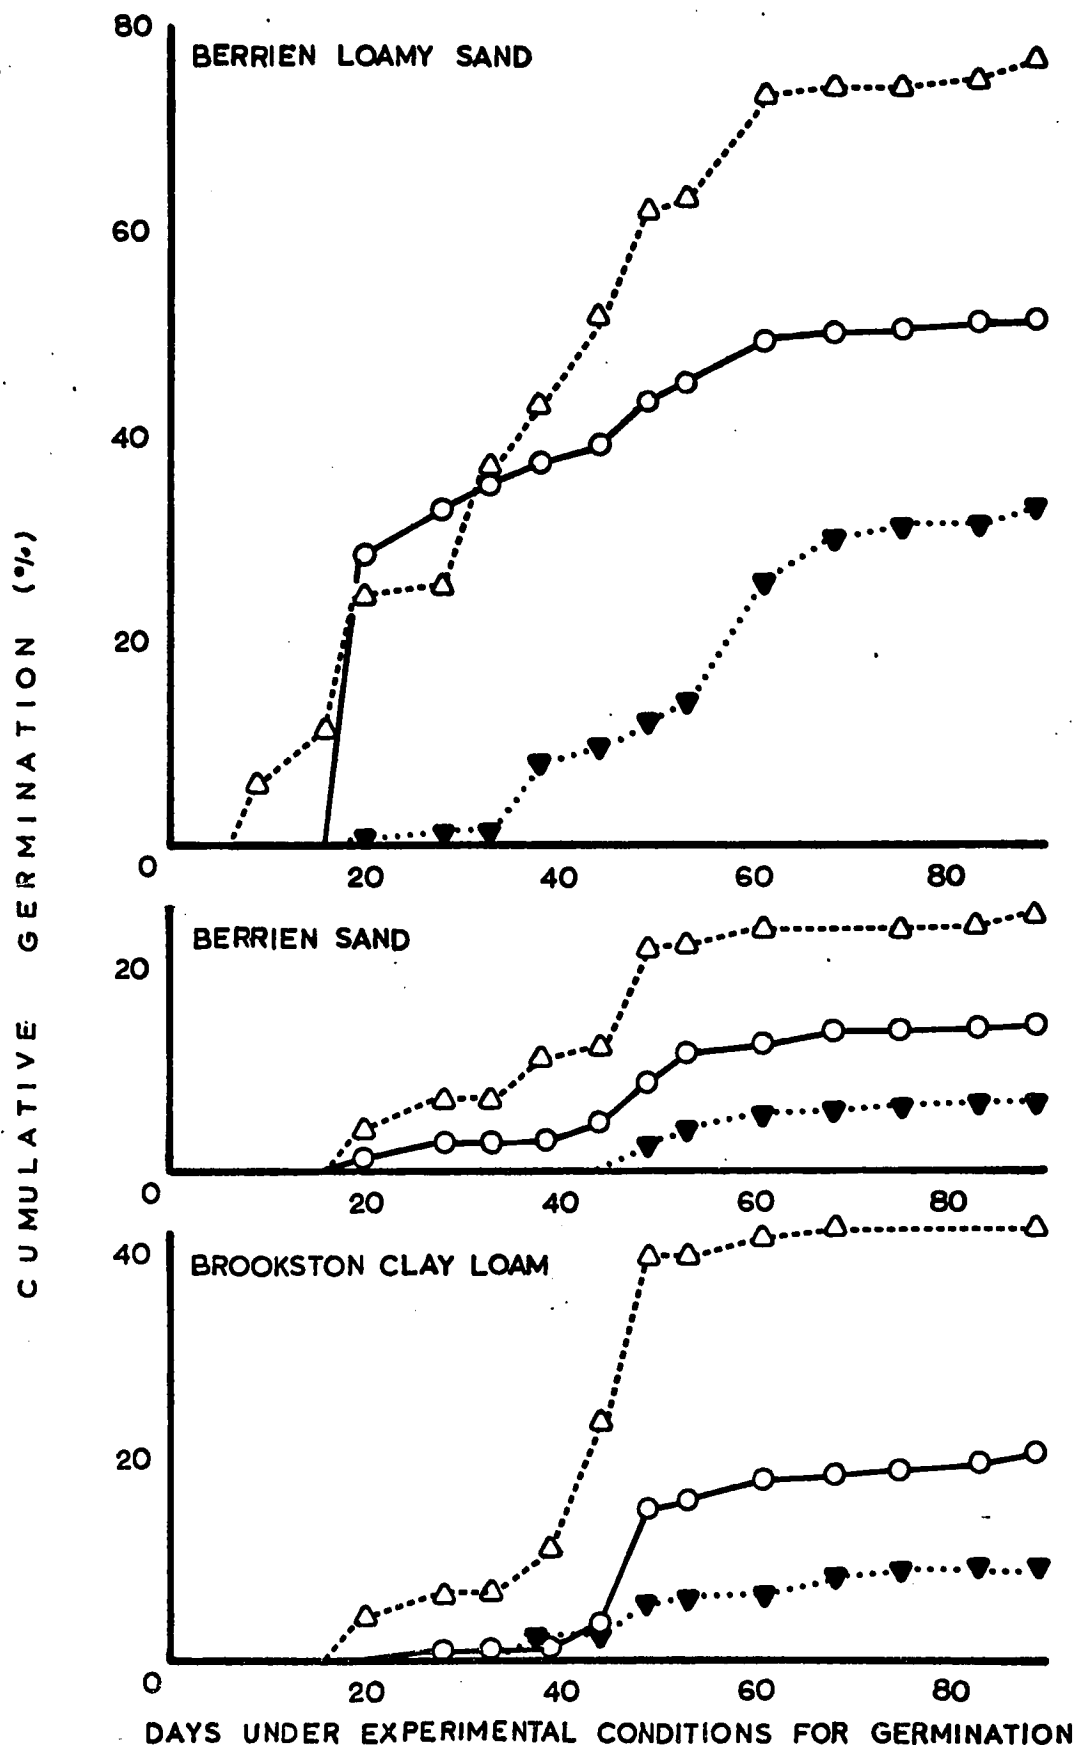 80
BERRIEN LOAMY SAND
60
40
20
0
20 40 60 80
BERRIEN SAND
20
0
20 40 60 80
40
BROOKSTON CLAY LOAM
20
0
20 40 60 80
DAYS UNDER EXPERIMENTAL CONDITIONS FOR GERMINATION
CUMULATIVE GERMINATION (%)